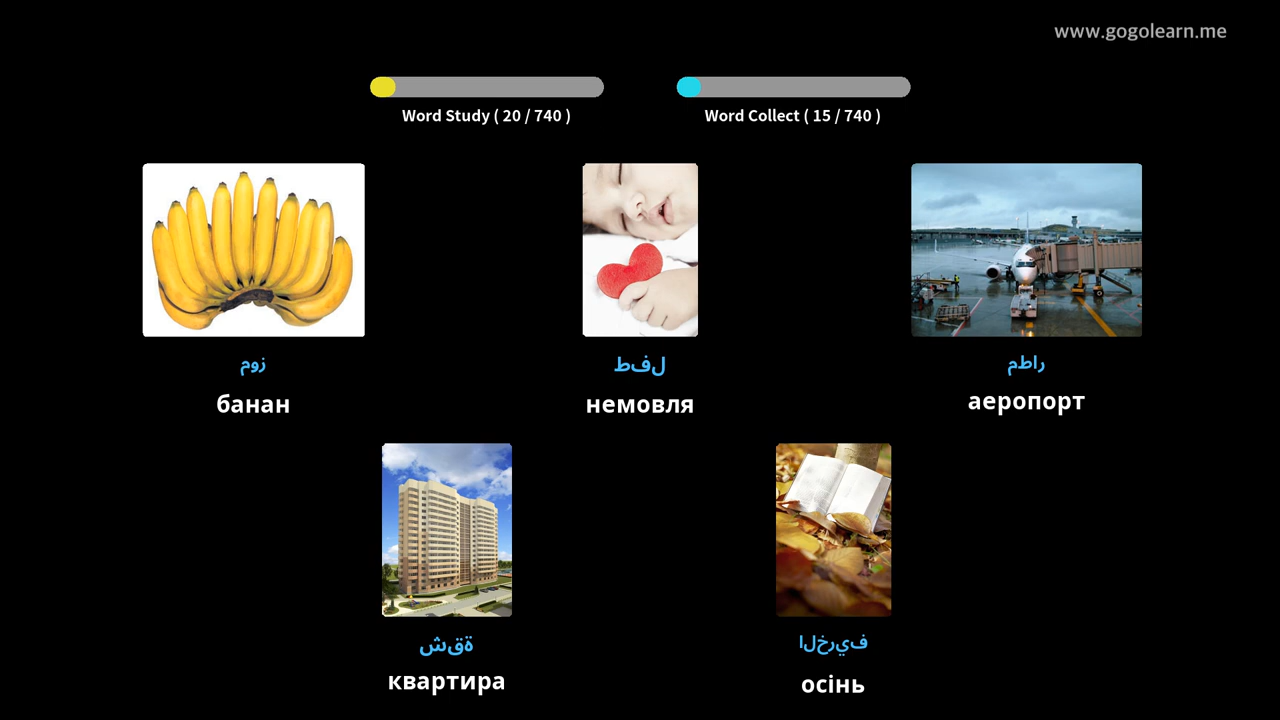 www.gogolearn.me
Word Study ( 20 / 740 )
Word Collect ( 15 / 740 )
زوم
банан
لفط
немовля
راطم
аеропорт
ةقش
квартира
فيرخلا
осінь